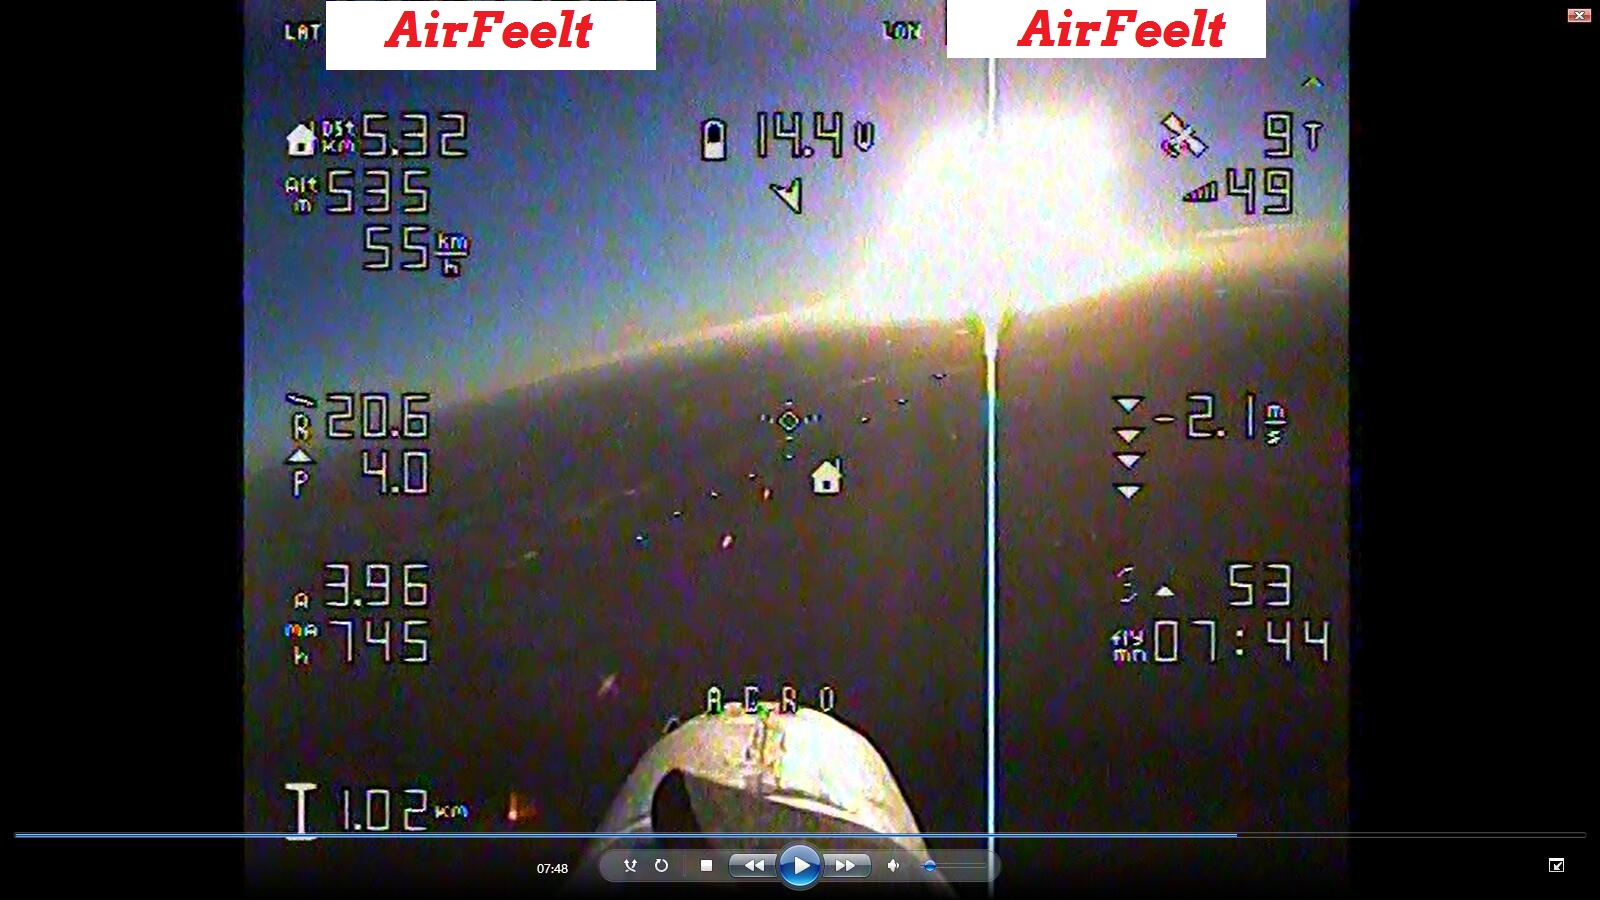 LAT AirFeelt LON AirFeelt
Dst km 5.32 14.4 V 9 T
Alt m 535 49
55 km/h
R 20.6 -2.1 m/s
P 4.0
A 3.96 53
mAh 745 fly mn 07:44
ACRO
1.02 km
07:48